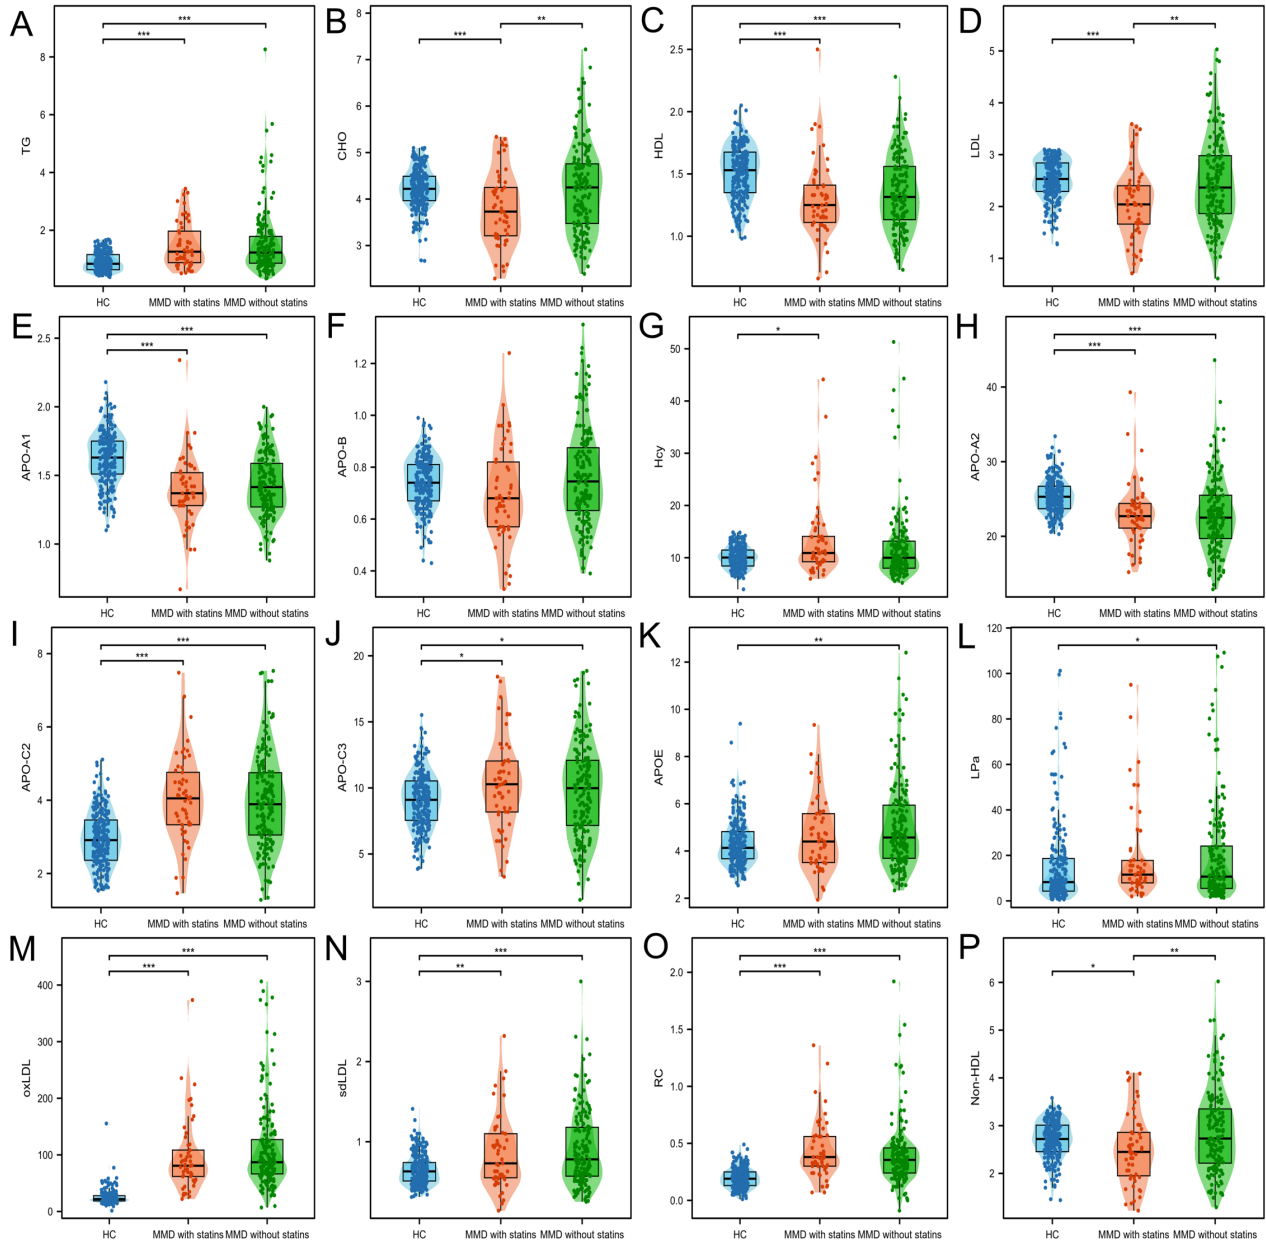 A
TG
***
***
8
6
4
2
HC MMD with statins MMD without statins
B
CHO
***
**
8
7
6
5
4
3
HC MMD with statins MMD without statins
C
HDL
***
***
2.5
2.0
1.5
1.0
HC MMD with statins MMD without statins
D
LDL
**
***
5
4
3
2
1
HC MMD with statins MMD without statins
E
APO-A1
***
***
2.5
2.0
1.5
1.0
HC MMD with statins MMD without statins
F
APO-B
1.2
1.0
0.8
0.6
0.4
HC MMD with statins MMD without statins
G
Hcy
*
50
40
30
20
10
HC MMD with statins MMD without statins
H
APO-A2
***
***
40
30
20
HC MMD with statins MMD without statins
I
APO-C2
***
***
8
6
4
2
HC MMD with statins MMD without statins
J
APO-C3
*
*
20
15
10
5
HC MMD with statins MMD without statins
K
APOE
**
12
10
8
6
4
2
HC MMD with statins MMD without statins
L
LPa
*
120
100
80
60
40
20
0
HC MMD with statins MMD without statins
M
oxLDL
***
***
400
300
200
100
0
HC MMD with statins MMD without statins
N
sdLDL
***
**
3
2
1
HC MMD with statins MMD without statins
O
RC
***
***
2.0
1.5
1.0
0.5
0.0
HC MMD with statins MMD without statins
P
Non-HDL
**
*
6
5
4
3
2
HC MMD with statins MMD without statins